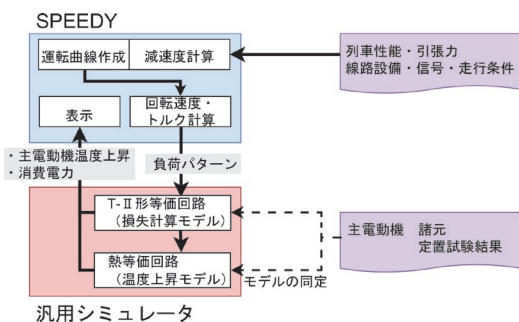 SPEEDY
運転曲線作成
減速度計算
列車性能・引張力
線路設備・信号・走行条件
表示
回転速度・
トルク計算
・主電動機温度上昇
・消費電力
負荷パターン
T-Ⅱ形等価回路
(損失計算モデル)
主電動機 諸元
定置試験結果
熱等価回路
(温度上昇モデル)
モデルの同定
汎用シミュレータ